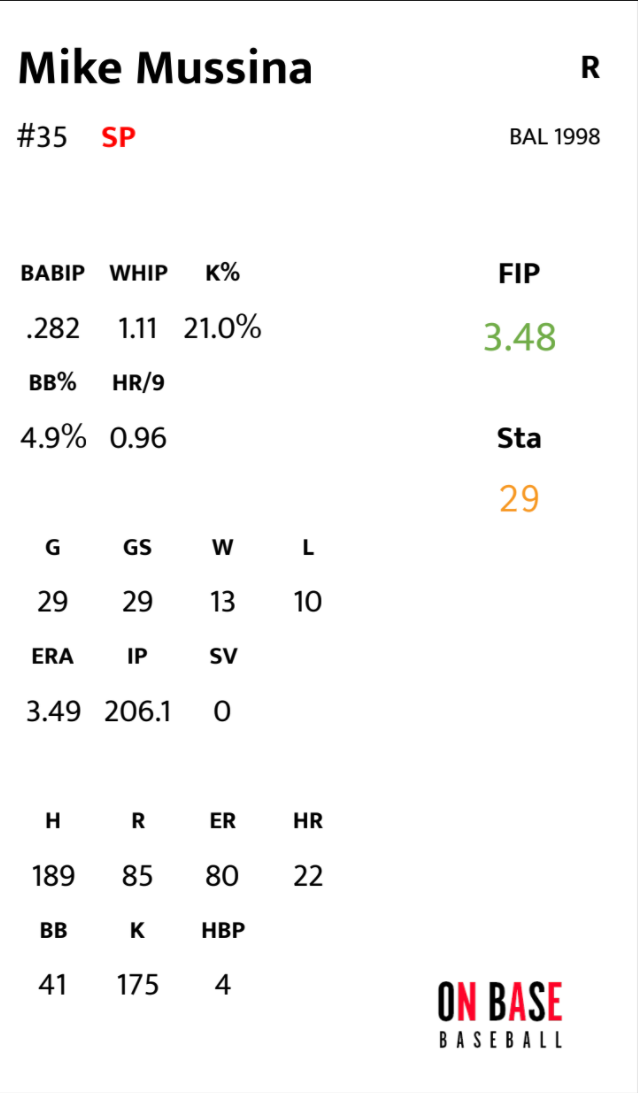 Mike Mussina R
#35 SP BAL 1998
BABIP WHIP K% FIP
.282 1.11 21.0% 3.48
BB% HR/9
4.9% 0.96
Sta
29
G GS W L
29 29 13 10
ERA IP SV
3.49 206.1 0
H R ER HR
189 85 80 22
BB K HBP
41 175 4
ON BASE
BASEBALL